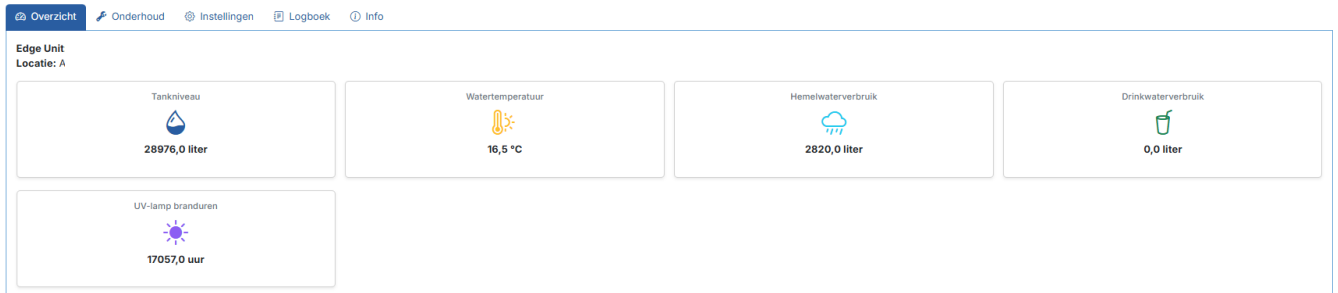 Overzicht Onderhoud Instellingen Logboek Info
Edge Unit
Locatie: A
Tankniveau Watertemperatuur Hemelwaterverbruik Drinkwaterverbruik
28976,0 liter 16,5 °C 2820,0 liter 0,0 liter
UV-lamp branduren
17057,0 uur